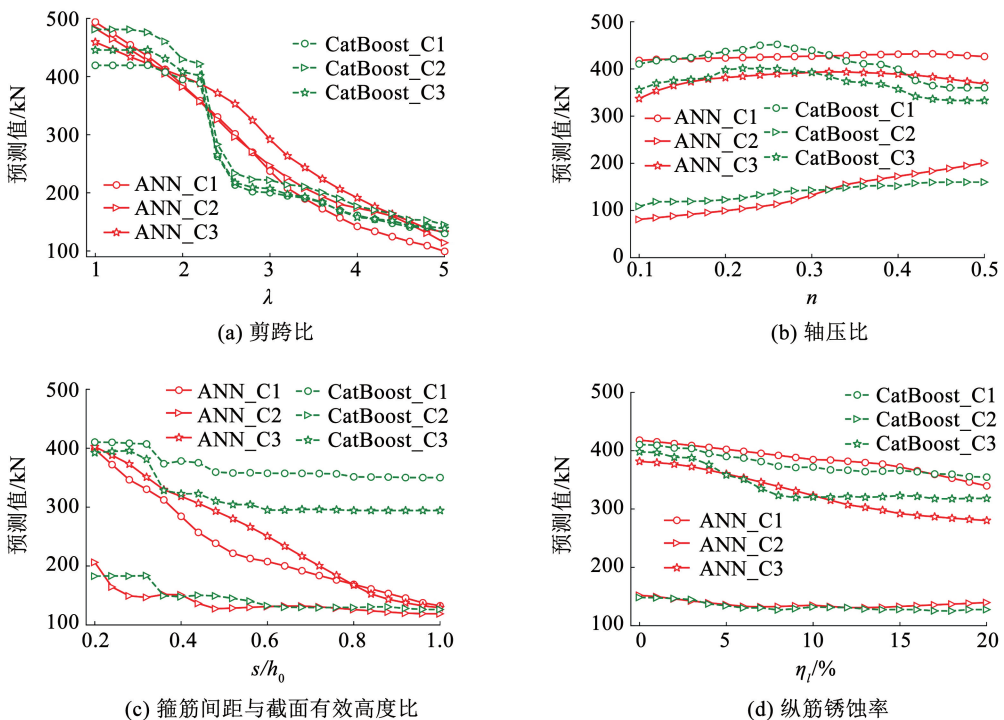 500
400
300
200
100
预测值/kN
CatBoost_C1
CatBoost_C2
CatBoost_C3
ANN_C1
ANN_C2
ANN_C3
1 2 3 4 5
λ
(a) 剪跨比
500
400
300
200
100
0
预测值/kN
ANN_C1
ANN_C2
ANN_C3
CatBoost_C1
CatBoost_C2
CatBoost_C3
0.1 0.2 0.3 0.4 0.5
n
(b) 轴压比
500
400
300
200
100
预测值/kN
ANN_C1
ANN_C2
ANN_C3
CatBoost_C1
CatBoost_C2
CatBoost_C3
0.2 0.4 0.6 0.8 1.0
s/h₀
(c) 箍筋间距与截面有效高度比
500
400
300
200
100
预测值/kN
CatBoost_C1
CatBoost_C2
CatBoost_C3
ANN_C1
ANN_C2
ANN_C3
0 5 10 15 20
ηₗ/%
(d) 纵筋锈蚀率